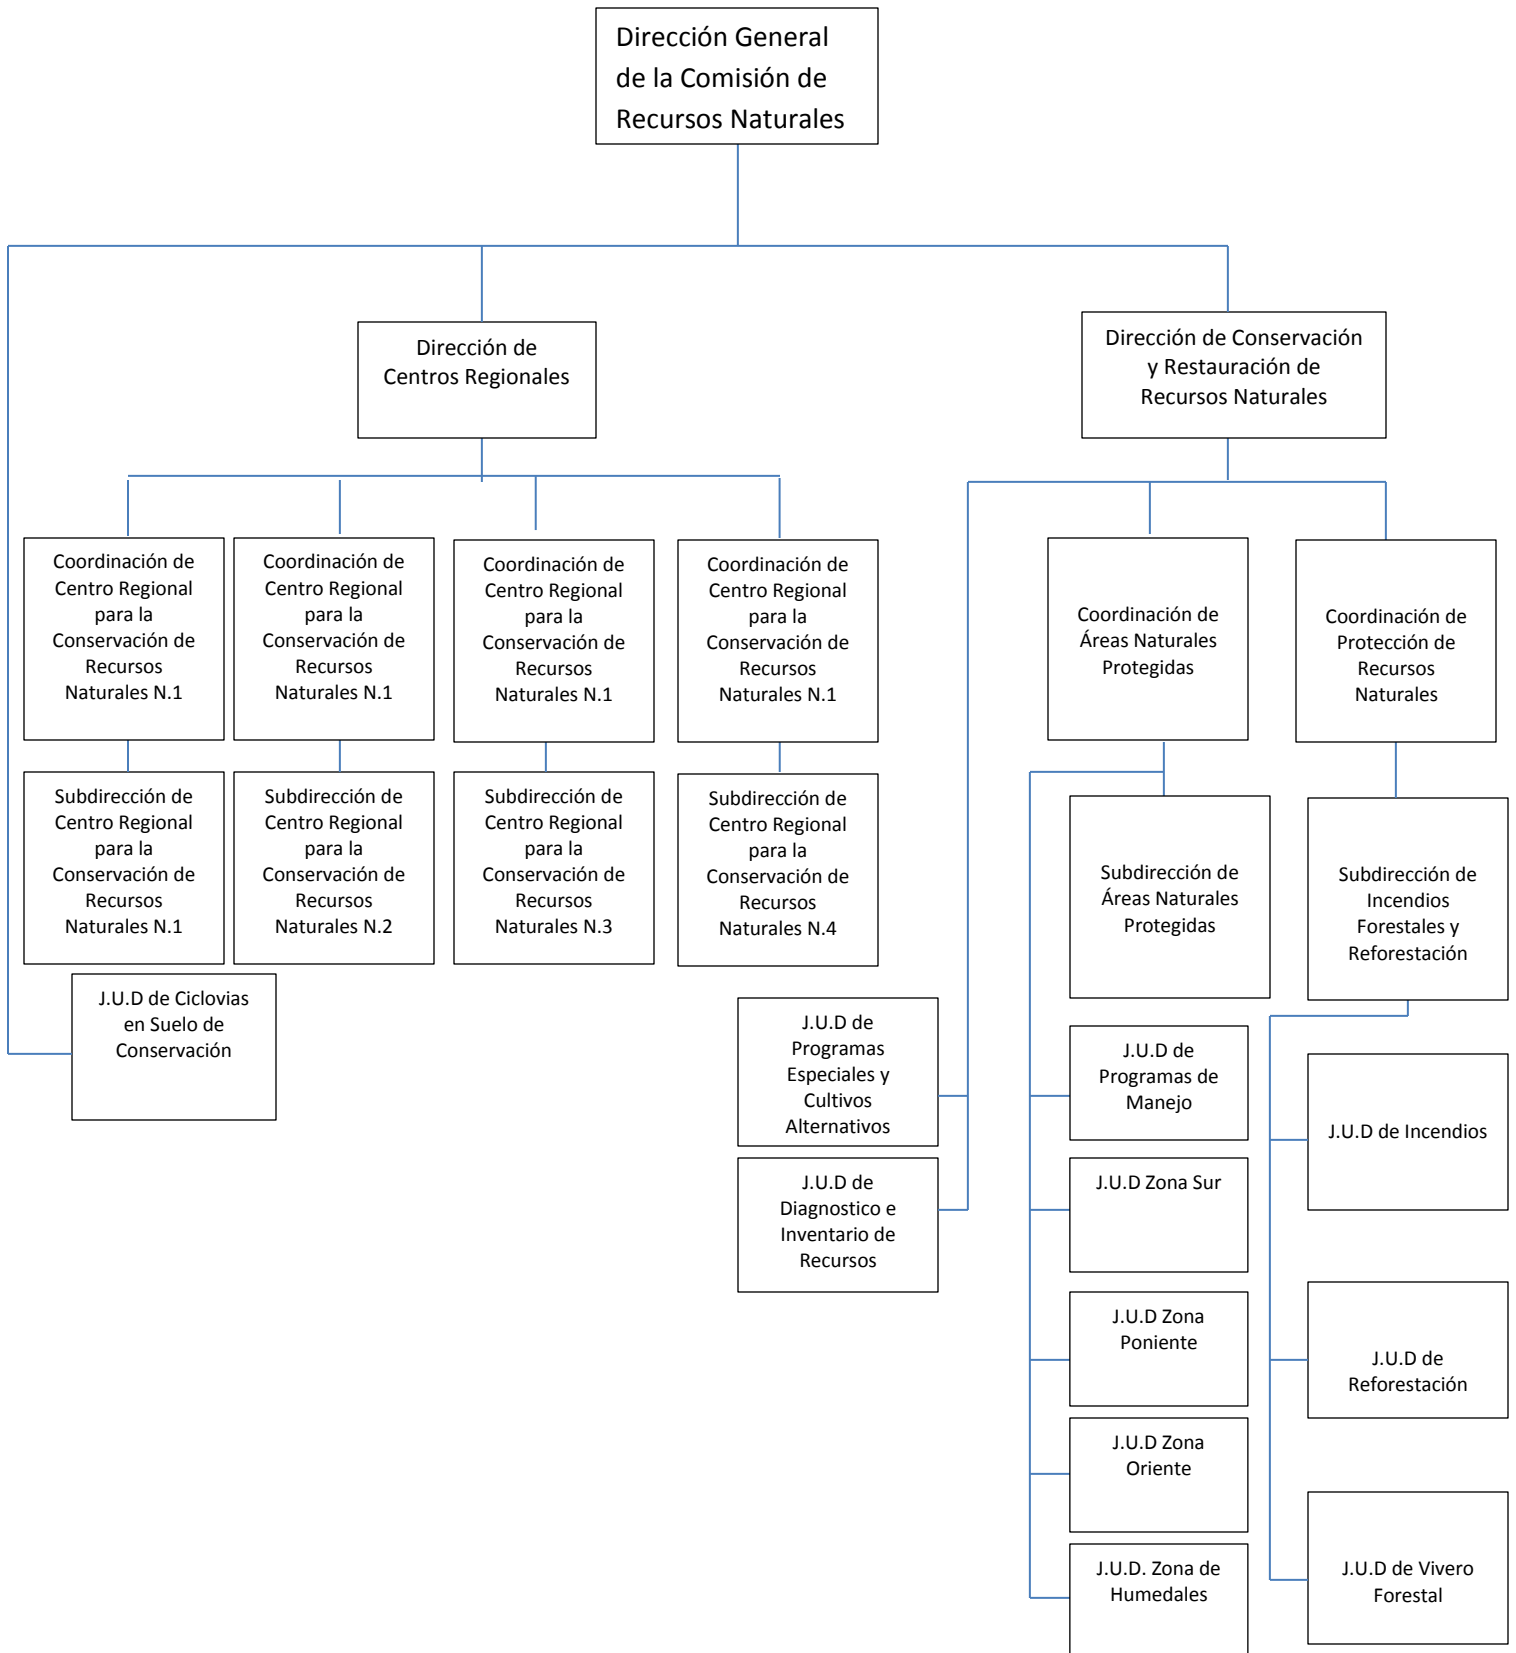 Dirección General
de la Comisión de
Recursos Naturales
Dirección de
Centros Regionales
Dirección de Conservación
y Restauración de
Recursos Naturales
Coordinación de
Centro Regional
para la
Conservación de
Recursos
Naturales N.1
Coordinación de
Centro Regional
para la
Conservación de
Recursos
Naturales N.1
Coordinación de
Centro Regional
para la
Conservación de
Recursos
Naturales N.1
Coordinación de
Centro Regional
para la
Conservación de
Recursos
Naturales N.1
Coordinación de
Áreas Naturales
Protegidas
Coordinación de
Protección de
Recursos
Naturales
Subdirección de
Centro Regional
para la
Conservación de
Recursos
Naturales N.1
Subdirección de
Centro Regional
para la
Conservación de
Recursos
Naturales N.2
Subdirección de
Centro Regional
para la
Conservación de
Recursos
Naturales N.3
Subdirección de
Centro Regional
para la
Conservación de
Recursos
Naturales N.4
Subdirección de
Áreas Naturales
Protegidas
Subdirección de
Incendios
Forestales y
Reforestación
J.U.D de Ciclovias
en Suelo de
Conservación
J.U.D de
Programas
Especiales y
Cultivos
Alternativos
J.U.D de
Diagnostico e
Inventario de
Recursos
J.U.D de
Programas de
Manejo
J.U.D Zona Sur
J.U.D Zona
Poniente
J.U.D Zona
Oriente
J.U.D. Zona de
Humedales
J.U.D de Incendios
J.U.D de
Reforestación
J.U.D de Vivero
Forestal